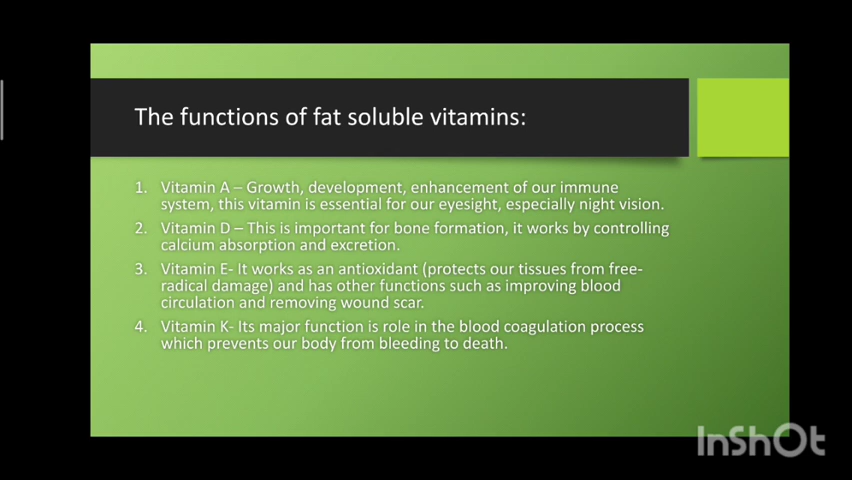 The functions of fat soluble vitamins:
1. Vitamin A – Growth, development, enhancement of our immune
system, this vitamin is essential for our eyesight, especially night vision.
2. Vitamin D – This is important for bone formation, it works by controlling
calcium absorption and excretion.
3. Vitamin E- It works as an antioxidant (protects our tissues from free-
radical damage) and has other functions such as improving blood
circulation and removing wound scar.
4. Vitamin K- Its major function is role in the blood coagulation process
which prevents our body from bleeding to death.
InShOt